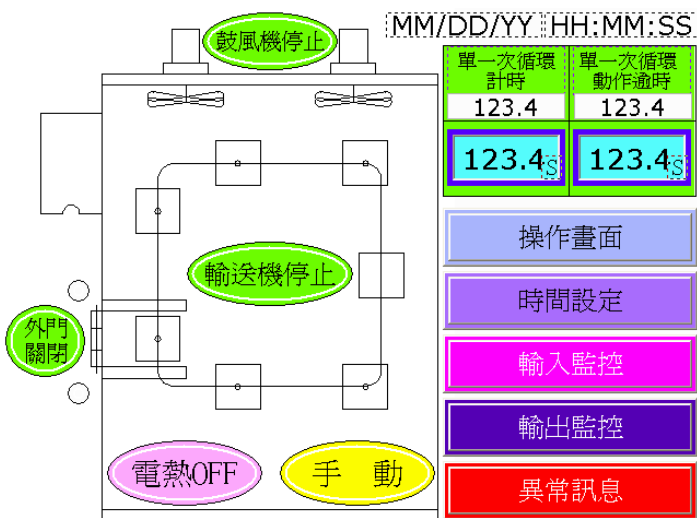 鼓風機停止
MM/DD/YY HH:MM:SS
單一次循環
計時
單一次循環
動作逾時
123.4
123.4
123.4 S
123.4 S
操作畫面
輸送機停止
時間設定
外門
關閉
輸入監控
輸出監控
電熱OFF
手 動
異常訊息